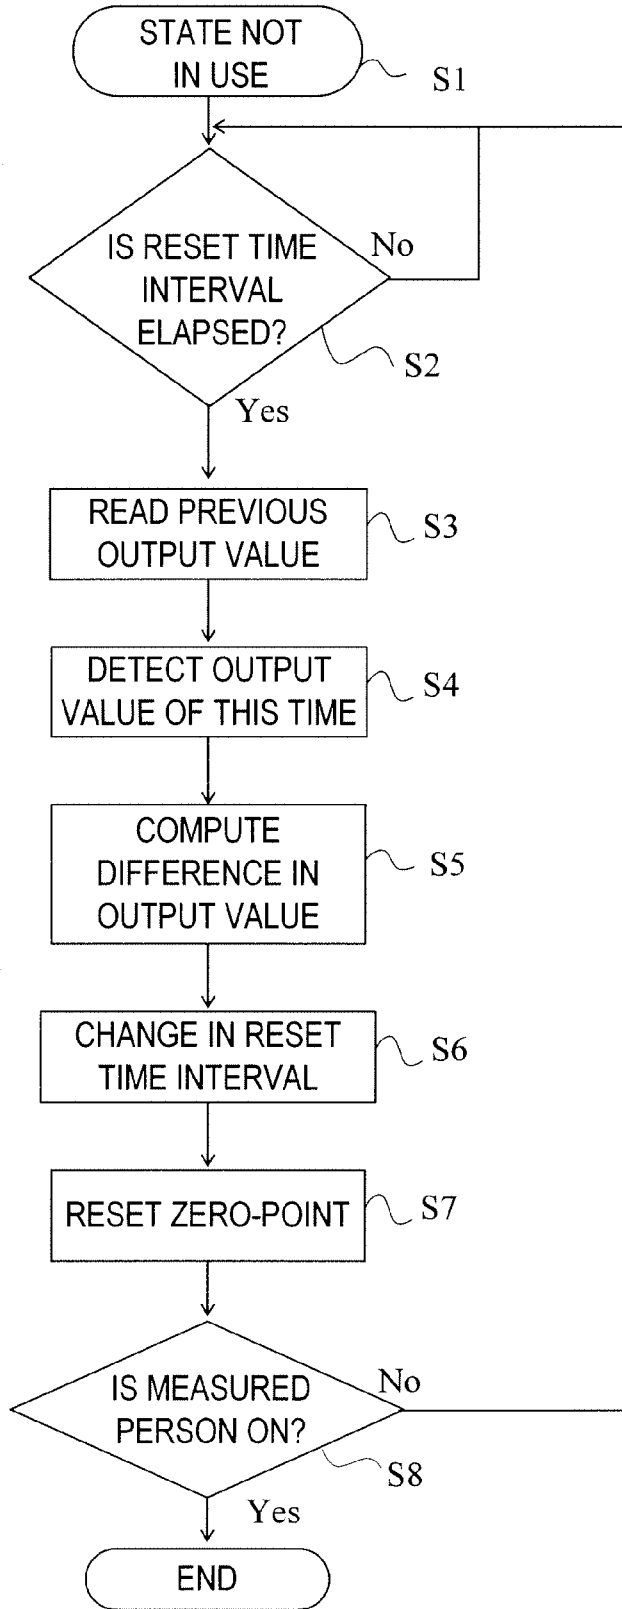 STATE NOT
IN USE
S1
IS RESET TIME
INTERVAL
ELAPSED?
No
S2
Yes
READ PREVIOUS
OUTPUT VALUE
S3
DETECT OUTPUT
VALUE OF THIS TIME
S4
COMPUTE
DIFFERENCE IN
OUTPUT VALUE
S5
CHANGE IN RESET
TIME INTERVAL
S6
RESET ZERO-POINT
S7
IS MEASURED
PERSON ON?
No
S8
Yes
END